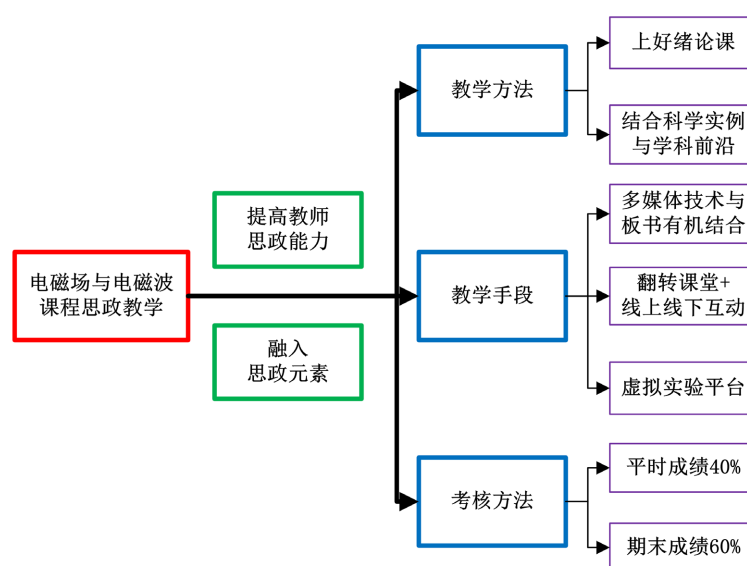 电磁场与电磁波
课程思政教学
提高教师
思政能力
融入
思政元素
教学方法
上好绪论课
结合科学实例
与学科前沿
教学手段
多媒体技术与
板书有机结合
翻转课堂+
线上线下互动
虚拟实验平台
考核方法
平时成绩40%
期末成绩60%